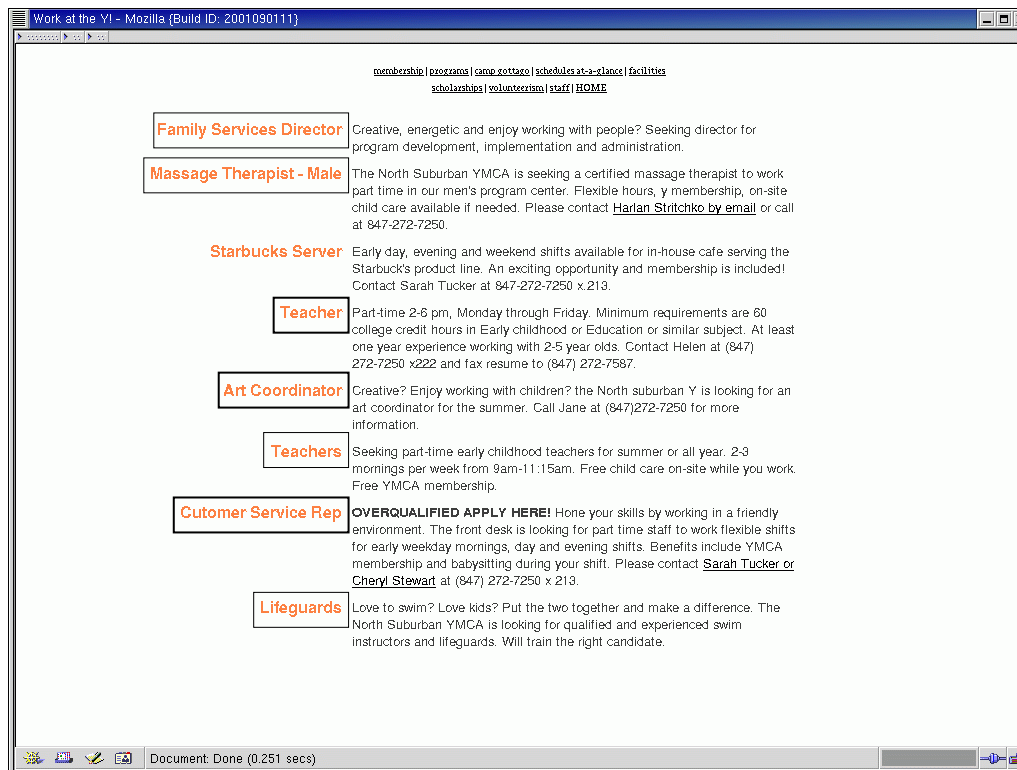 Work at the Y! - Mozilla {Build ID: 2001090111}
membership | programs | camp gottago | schedules at-a-glance | facilities
scholarships | volunteerism | staff | HOME
Family Services Director
Creative, energetic and enjoy working with people? Seeking director for
program development, implementation and administration.
Massage Therapist - Male
The North Suburban YMCA is seeking a certified massage therapist to work
part time in our men's program center. Flexible hours, y membership, on-site
child care available if needed. Please contact Harlan Stritchko by email or call
at 847-272-7250.
Starbucks Server
Early day, evening and weekend shifts available for in-house cafe serving the
Starbuck's product line. An exciting opportunity and membership is included!
Contact Sarah Tucker at 847-272-7250 x.213.
Teacher
Part-time 2-6 pm, Monday through Friday. Minimum requirements are 60
college credit hours in Early childhood or Education or similar subject. At least
one year experience working with 2-5 year olds. Contact Helen at (847)
272-7250 x222 and fax resume to (847) 272-7587.
Art Coordinator
Creative? Enjoy working with children? the North suburban Y is looking for an
art coordinator for the summer. Call Jane at (847)272-7250 for more
information.
Teachers
Seeking part-time early childhood teachers for summer or all year. 2-3
mornings per week from 9am-11:15am. Free child care on-site while you work.
Free YMCA membership.
Cutomer Service Rep
OVERQUALIFIED APPLY HERE! Hone your skills by working in a friendly
environment. The front desk is looking for part time staff to work flexible shifts
for early weekday mornings, day and evening shifts. Benefits include YMCA
membership and babysitting during your shift. Please contact Sarah Tucker or
Cheryl Stewart at (847) 272-7250 x 213.
Lifeguards
Love to swim? Love kids? Put the two together and make a difference. The
North Suburban YMCA is looking for qualified and experienced swim
instructors and lifeguards. Will train the right candidate.
Document: Done (0.251 secs)